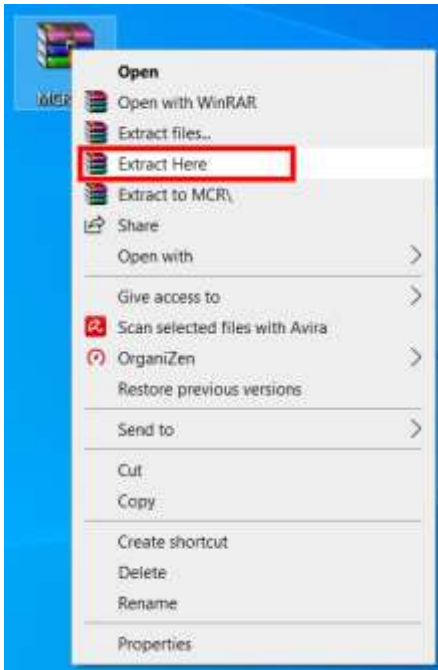 MCR
Open
Open with WinRAR
Extract files..
Extract Here
Extract to MCR\
Share
Open with
Give access to
Scan selected files with Avira
OrganiZen
Restore previous versions
Send to
Cut
Copy
Create shortcut
Delete
Rename
Properties